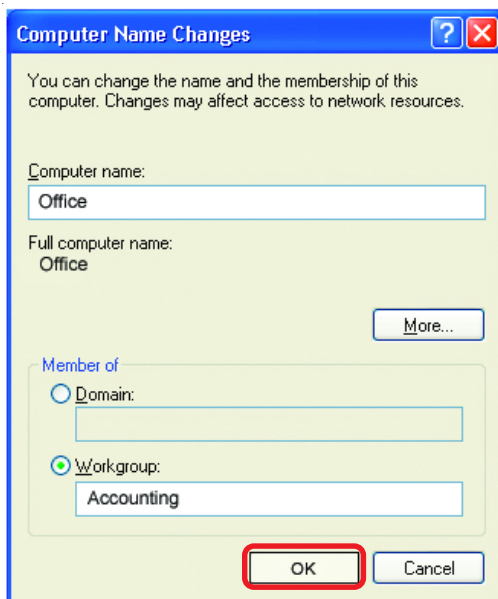 Computer Name Changes
You can change the name and the membership of this
computer. Changes may affect access to network resources.
Computer name:
Office
Full computer name:
Office
More...
Member of
Domain:
Workgroup:
Accounting
OK Cancel